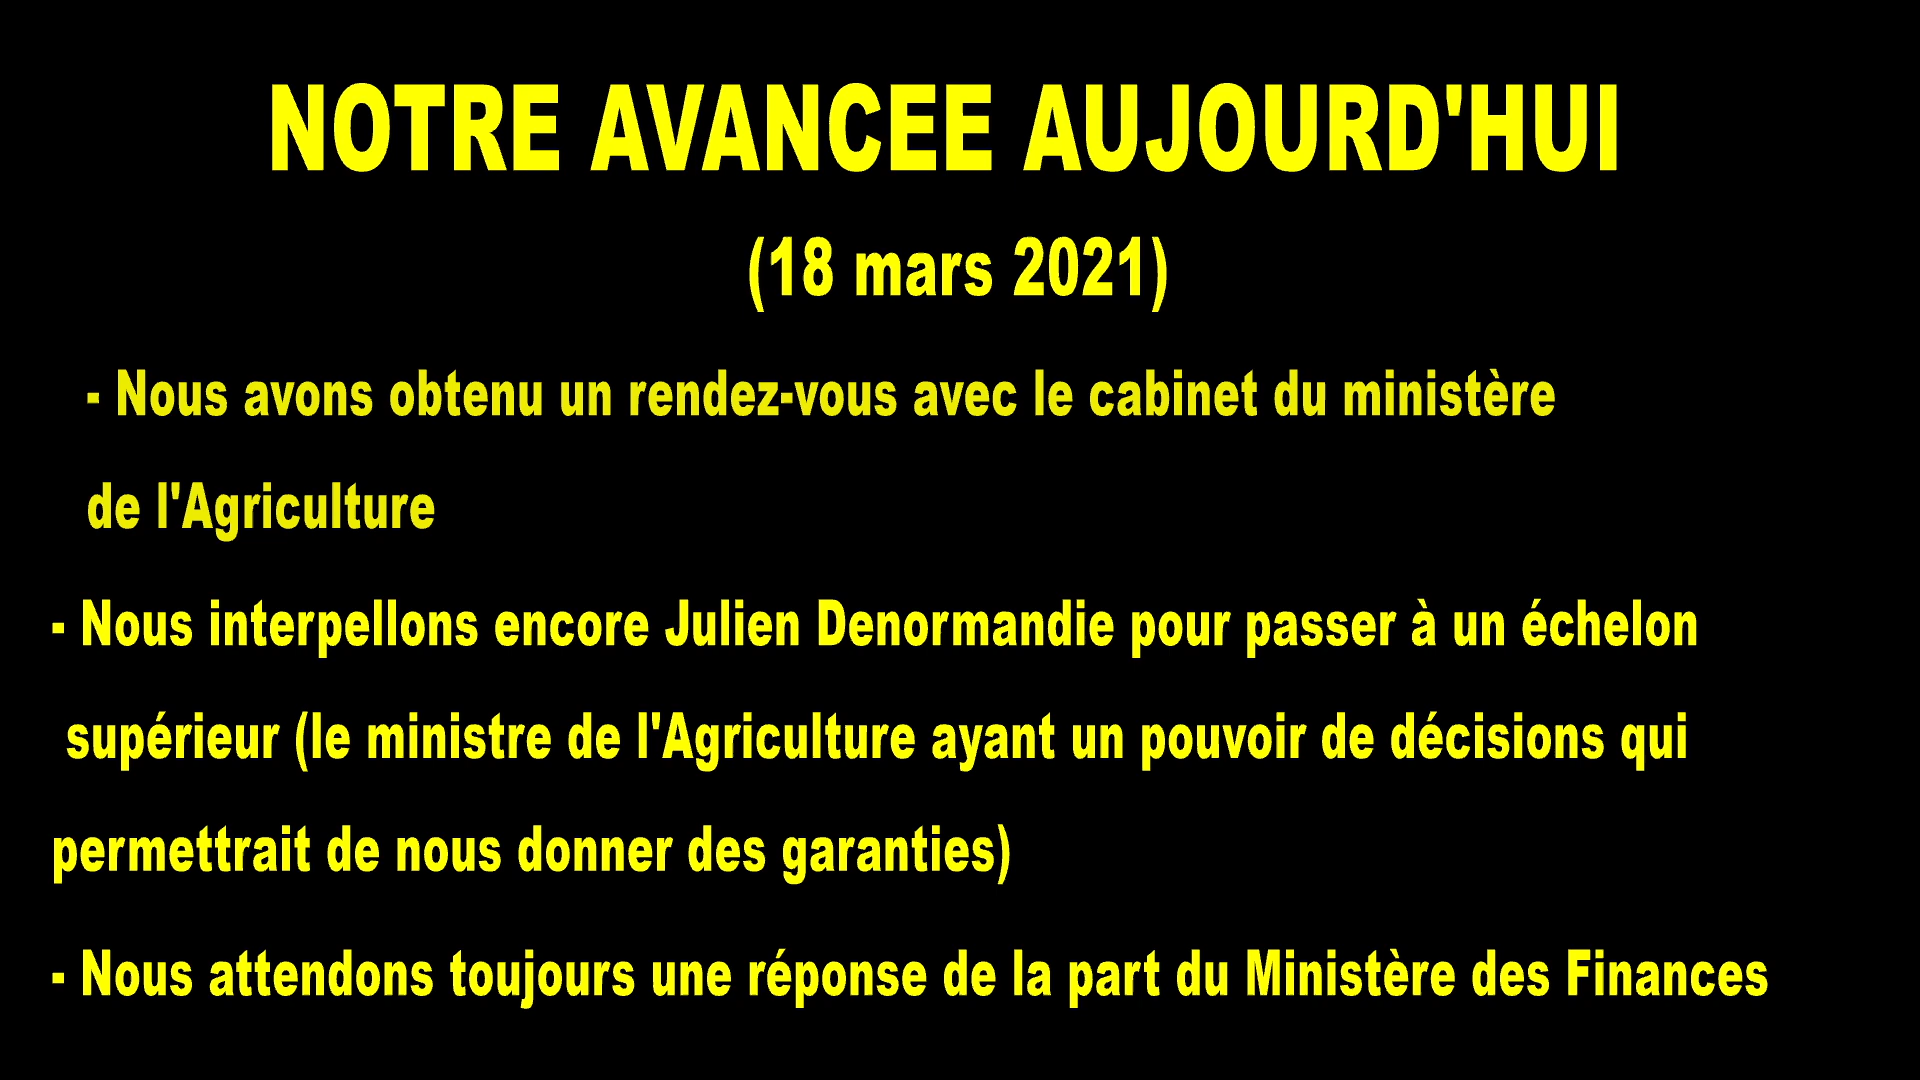 NOTRE AVANCEE AUJOURD'HUI
(18 mars 2021)
- Nous avons obtenu un rendez-vous avec le cabinet du ministère
de l'Agriculture
- Nous interpellons encore Julien Denormandie pour passer à un échelon
supérieur (le ministre de l'Agriculture ayant un pouvoir de décisions qui
permettrait de nous donner des garanties)
- Nous attendons toujours une réponse de la part du Ministère des Finances